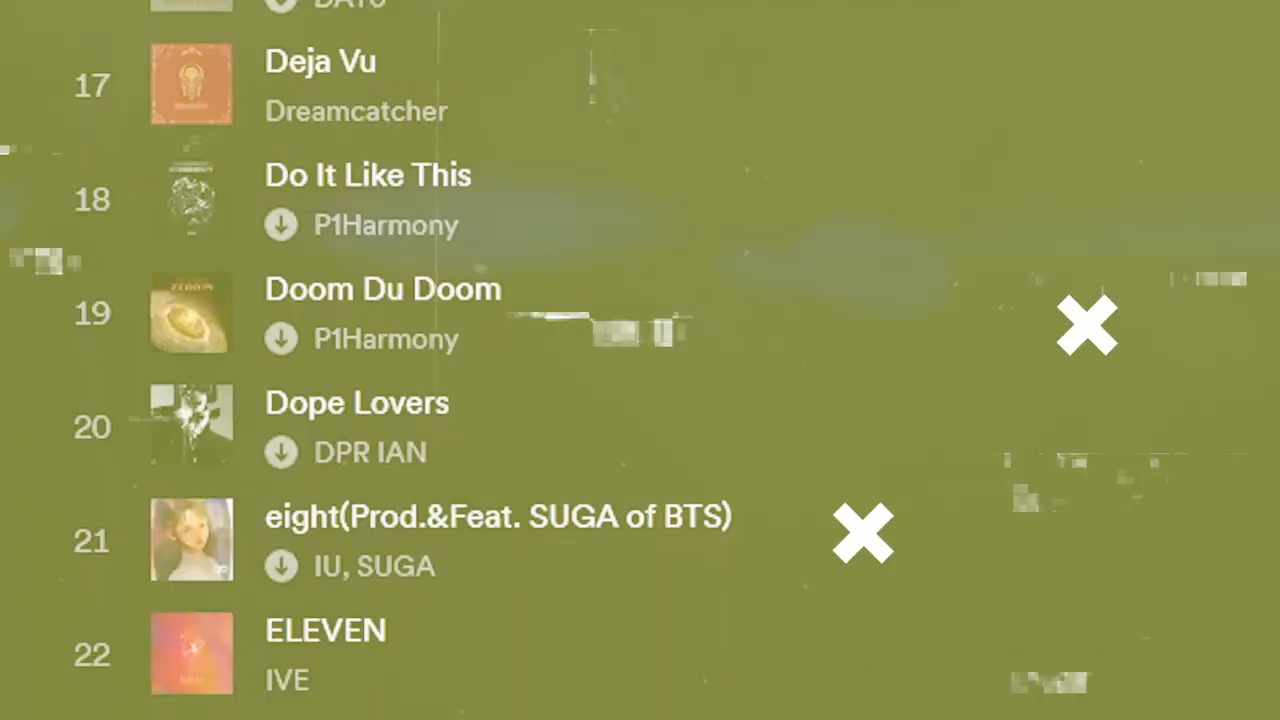 DAY6
17
Deja Vu
Dreamcatcher
18
Do It Like This
P1Harmony
19
Doom Du Doom
P1Harmony
20
Dope Lovers
DPR IAN
21
eight(Prod.&Feat. SUGA of BTS)
IU, SUGA
22
ELEVEN
IVE